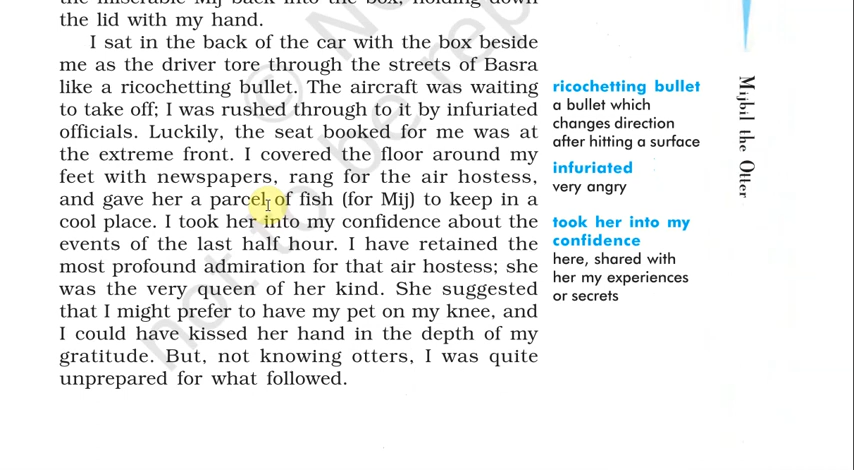 the miserable Mij back into the box, holding down
the lid with my hand.
I sat in the back of the car with the box beside
me as the driver tore through the streets of Basra
like a ricochetting bullet. The aircraft was waiting
to take off; I was rushed through to it by infuriated
officials. Luckily, the seat booked for me was at
the extreme front. I covered the floor around my
feet with newspapers, rang for the air hostess,
and gave her a parcel of fish (for Mij) to keep in a
cool place. I took her into my confidence about the
events of the last half hour. I have retained the
most profound admiration for that air hostess; she
was the very queen of her kind. She suggested
that I might prefer to have my pet on my knee, and
I could have kissed her hand in the depth of my
gratitude. But, not knowing otters, I was quite
unprepared for what followed.
ricochetting bullet
a bullet which
changes direction
after hitting a surface
infuriated
very angry
took her into my
confidence
here, shared with
her my experiences
or secrets
Mijbil the Otter
©
not to be rep